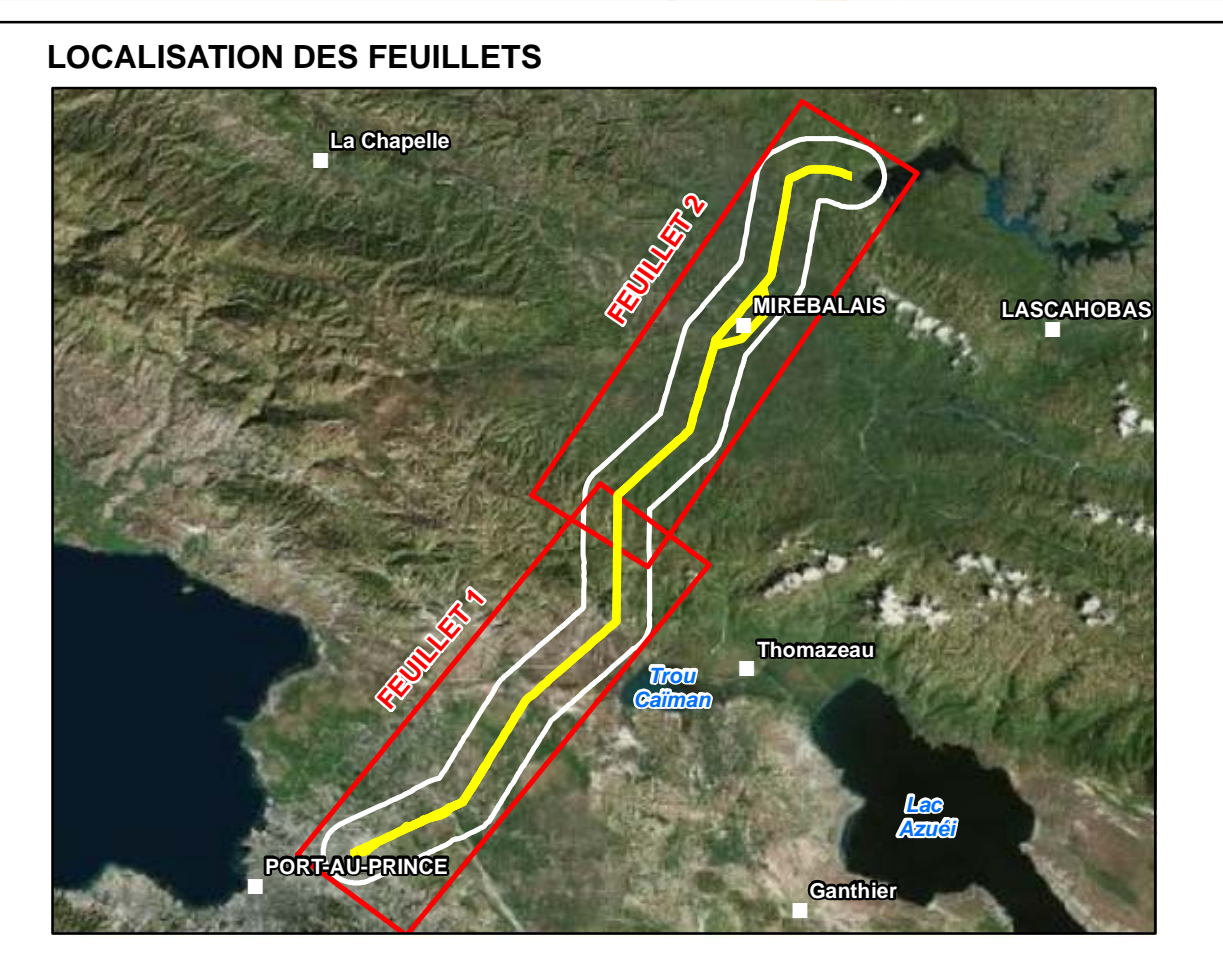 LOCALISATION DES FEUILLETS
La Chapelle
FEUILLET 2
MIREBALAIS
LASCAHOBAS
FEUILLET 1
Thomazeau
Trou
Caïman
Lac
Azuéi
PORT-AU-PRINCE
Ganthier